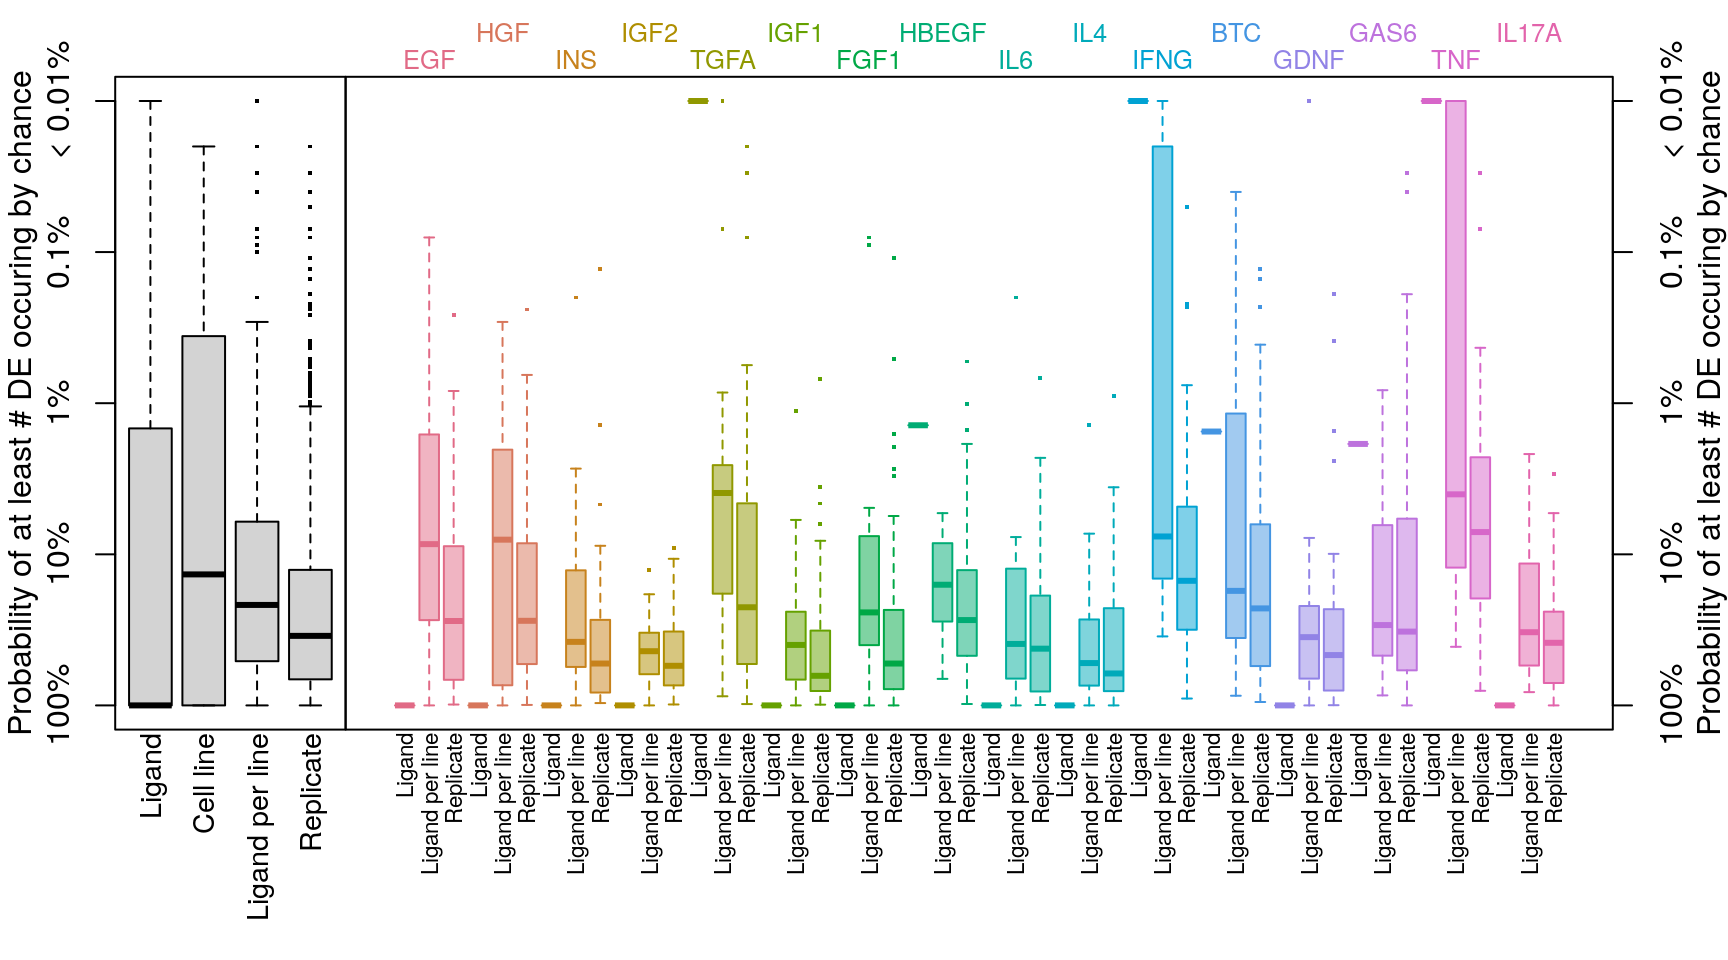 HGF IGF2 IGF1 HBEGF IL4 BTC GAS6 IL17A
EGF INS TGFA FGF1 IL6 IFNG GDNF TNF
Probability of at least # DE occuring by chance
< 0.01%
0.1%
1%
10%
100%
< 0.01%
0.1%
1%
10%
100%
Probability of at least # DE occuring by chance
Ligand
Cell line
Ligand per line
Replicate
Ligand
Ligand per line
Replicate
Ligand
Ligand per line
Replicate
Ligand
Ligand per line
Replicate
Ligand
Ligand per line
Replicate
Ligand
Ligand per line
Replicate
Ligand
Ligand per line
Replicate
Ligand
Ligand per line
Replicate
Ligand
Ligand per line
Replicate
Ligand
Ligand per line
Replicate
Ligand
Ligand per line
Replicate
Ligand
Ligand per line
Replicate
Ligand
Ligand per line
Replicate
Ligand
Ligand per line
Replicate
Ligand
Ligand per line
Replicate
Ligand
Ligand per line
Replicate
Ligand
Ligand per line
Replicate